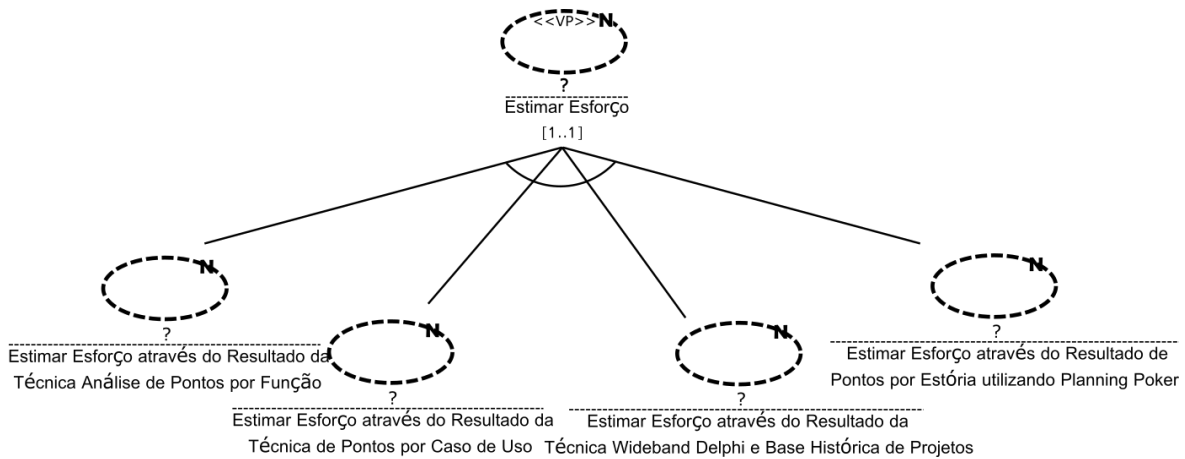 <<VP>> N
?
Estimar Esforço
[1..1]
N
?
Estimar Esforço através do Resultado da
Técnica Análise de Pontos por Função
N
?
Estimar Esforço através do Resultado da
Técnica de Pontos por Caso de Uso
N
?
Estimar Esforço através do Resultado da
Técnica Wideband Delphi e Base Histórica de Projetos
N
?
Estimar Esforço através do Resultado de
Pontos por Estória utilizando Planning Poker